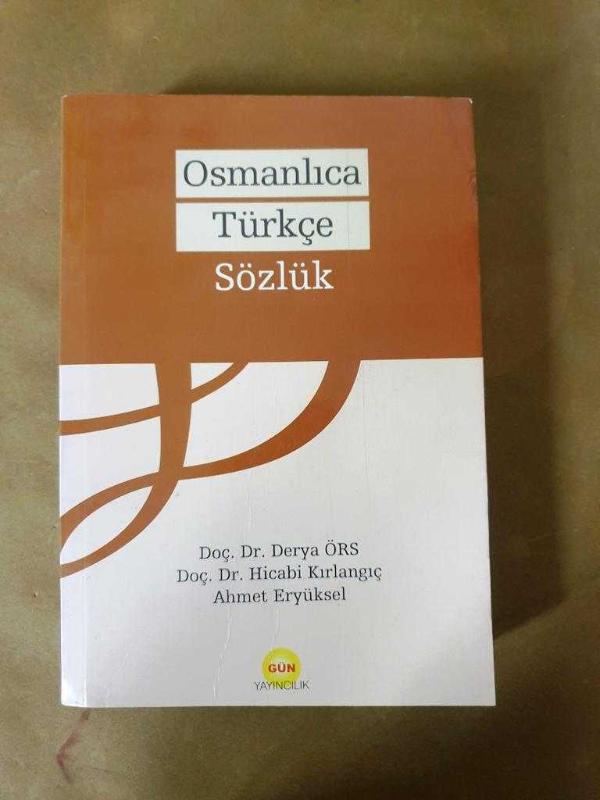 Osmanlıca
Türkçe
Sözlük
Doç. Dr. Derya ÖRS
Doç. Dr. Hicabi Kırlangıç
Ahmet Eryüksel
GÜN
YAYINCILIK